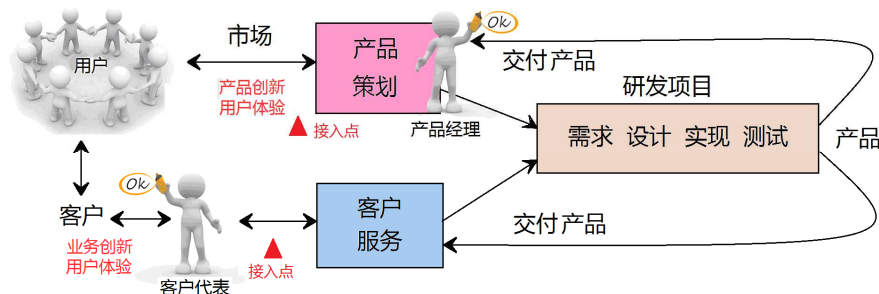 用户
市场
产品创新
用户体验
接入点
产品
策划
Ok
产品经理
交付产品
研发项目
需求 设计 实现 测试
产品
客户
业务创新
用户体验
Ok
客户代表
接入点
客户
服务
交付产品